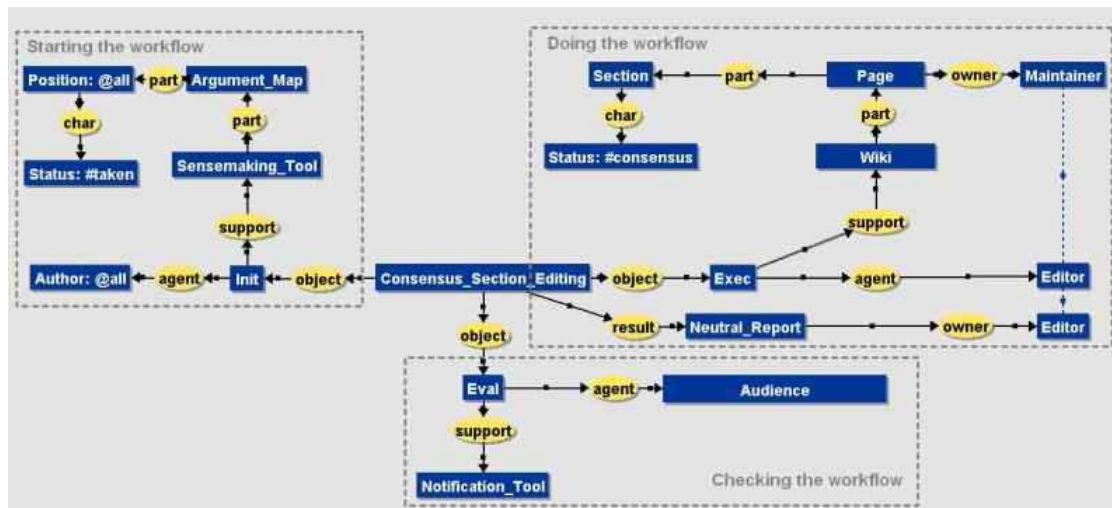 Starting the workflow
Position: @all
part
Argument_Map
char
part
Status: #taken
Sensemaking_Tool
support
Author: @all
agent
Init
object
Consensus_Section_Editing
Doing the workflow
Section
part
Page
owner
Maintainer
char
part
Status: #consensus
Wiki
support
object
Exec
agent
Editor
result
Neutral_Report
owner
Editor
object
Eval
agent
Audience
support
Notification_Tool
Checking the workflow